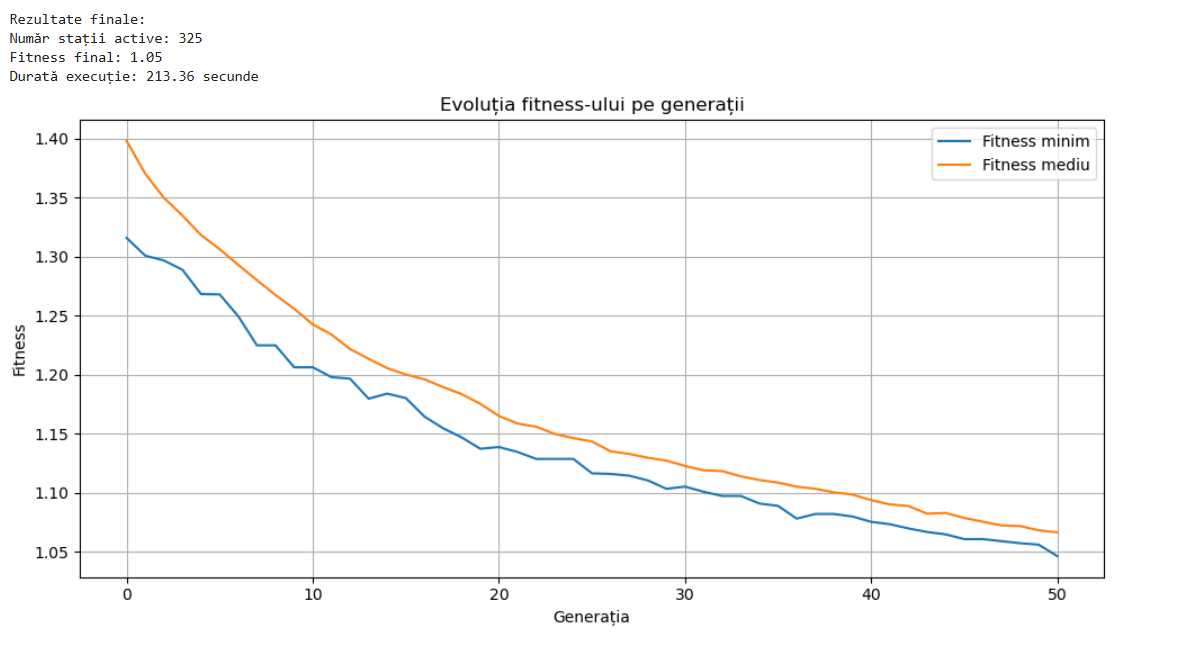 Rezultate finale:
Număr stații active: 325
Fitness final: 1.05
Durată execuție: 213.36 secunde
Evoluția fitness-ului pe generații
Fitness minim
Fitness mediu
1.40
1.35
1.30
1.25
1.20
1.15
1.10
1.05
Fitness
0 10 20 30 40 50
Generația